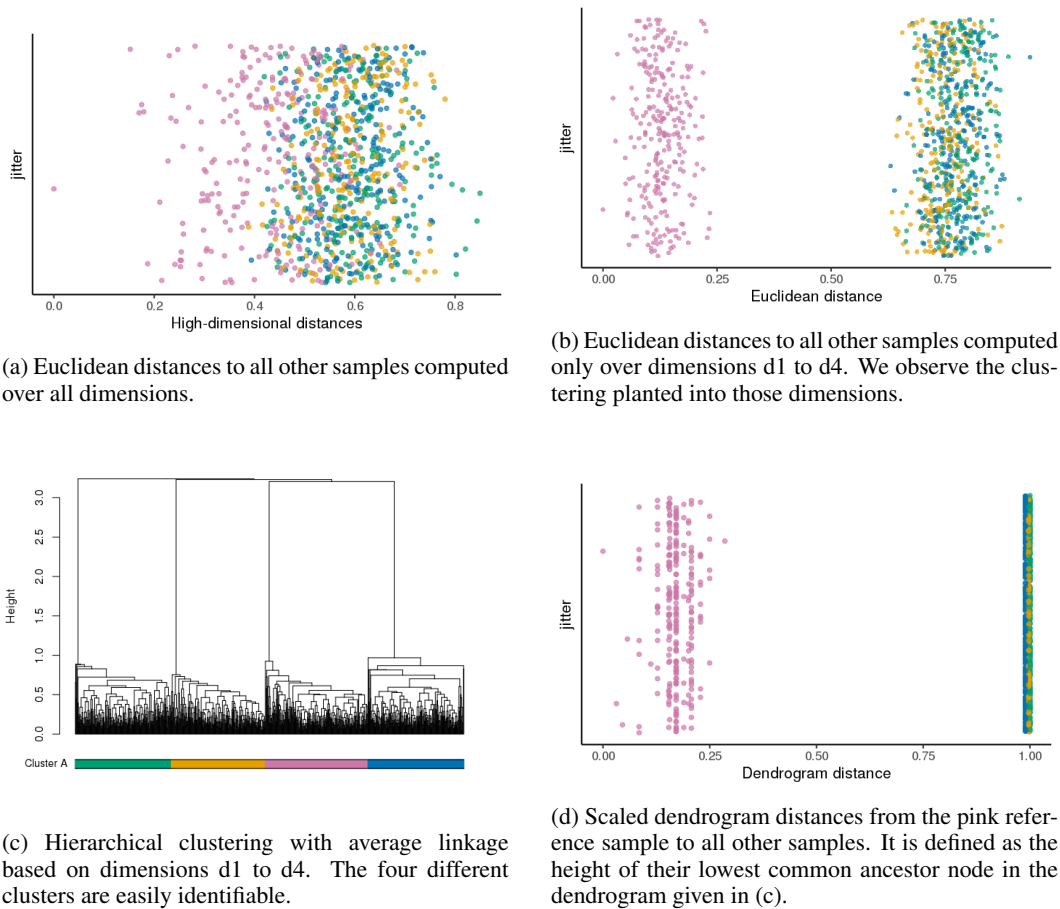 jitter
0.0 0.2 0.4 0.6 0.8
High-dimensional distances
(a) Euclidean distances to all other samples computed
over all dimensions.
jitter
0.00 0.25 0.50 0.75
Euclidean distance
(b) Euclidean distances to all other samples computed
only over dimensions d1 to d4. We observe the clus-
tering planted into those dimensions.
Height
3.0
2.5
2.0
1.5
1.0
0.5
0.0
Cluster A
(c) Hierarchical clustering with average linkage
based on dimensions d1 to d4. The four different
clusters are easily identifiable.
jitter
0.00 0.25 0.50 0.75 1.00
Dendrogram distance
(d) Scaled dendrogram distances from the pink refer-
ence sample to all other samples. It is defined as the
height of their lowest common ancestor node in the
dendrogram given in (c).